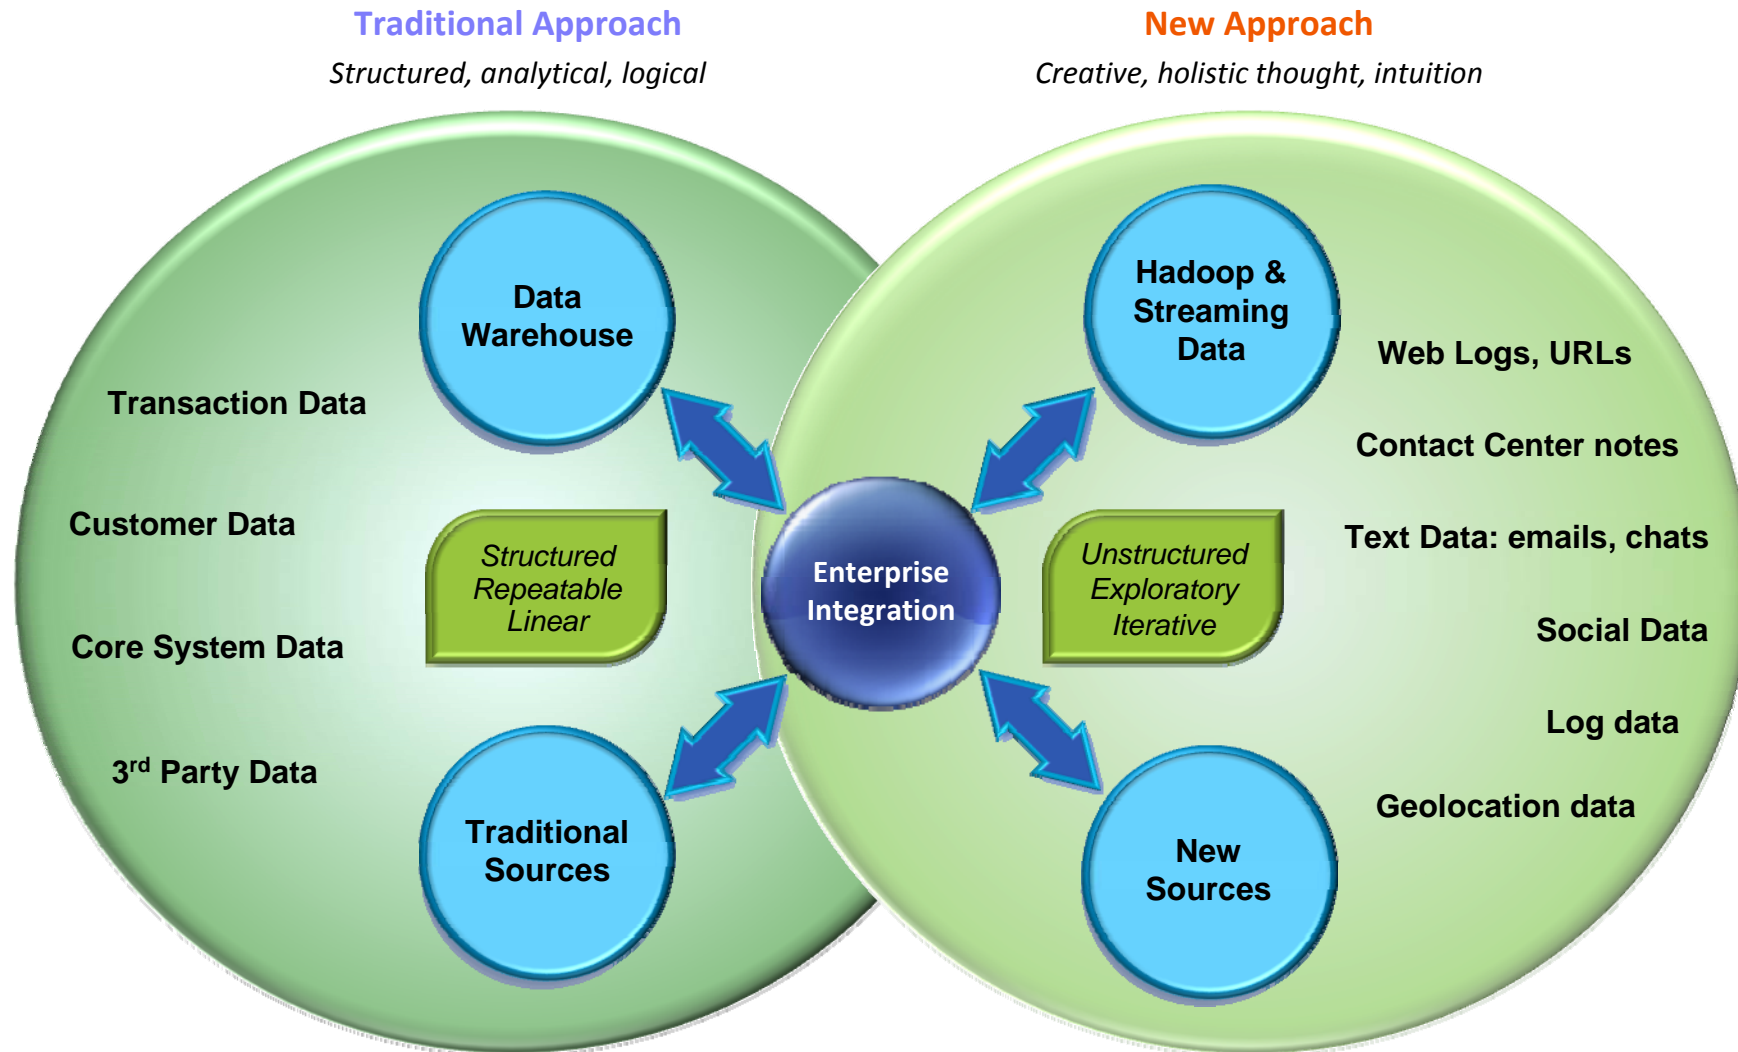 Traditional Approach
Structured, analytical, logical
New Approach
Creative, holistic thought, intuition
Data
Warehouse
Transaction Data
Customer Data
Structured
Repeatable
Linear
Core System Data
3rd Party Data
Traditional
Sources
Enterprise
Integration
Hadoop &
Streaming
Data
Web Logs, URLs
Contact Center notes
Unstructured
Exploratory
Iterative
Text Data: emails, chats
Social Data
Log data
Geolocation data
New
Sources